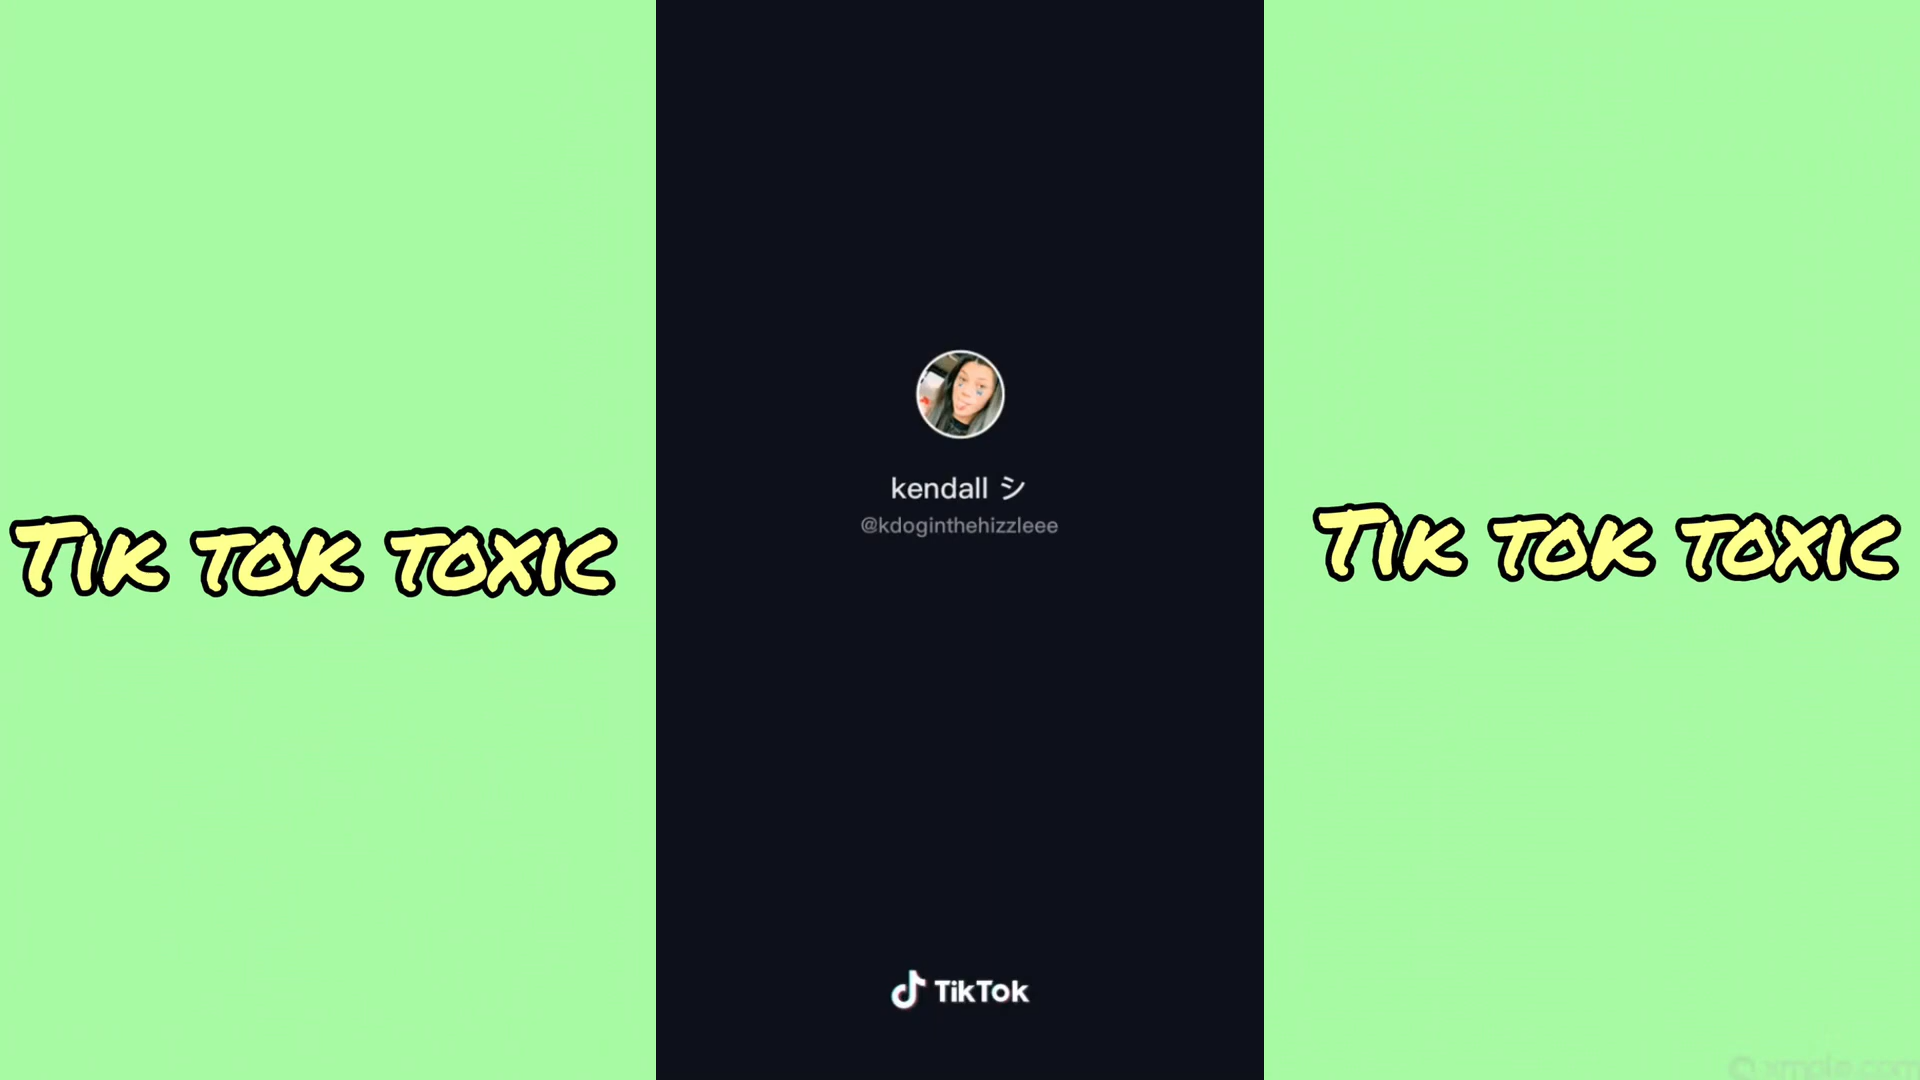 Tik tok toxic
kendall シ
@kdoginthehizzleee
Tik tok toxic
TikTok